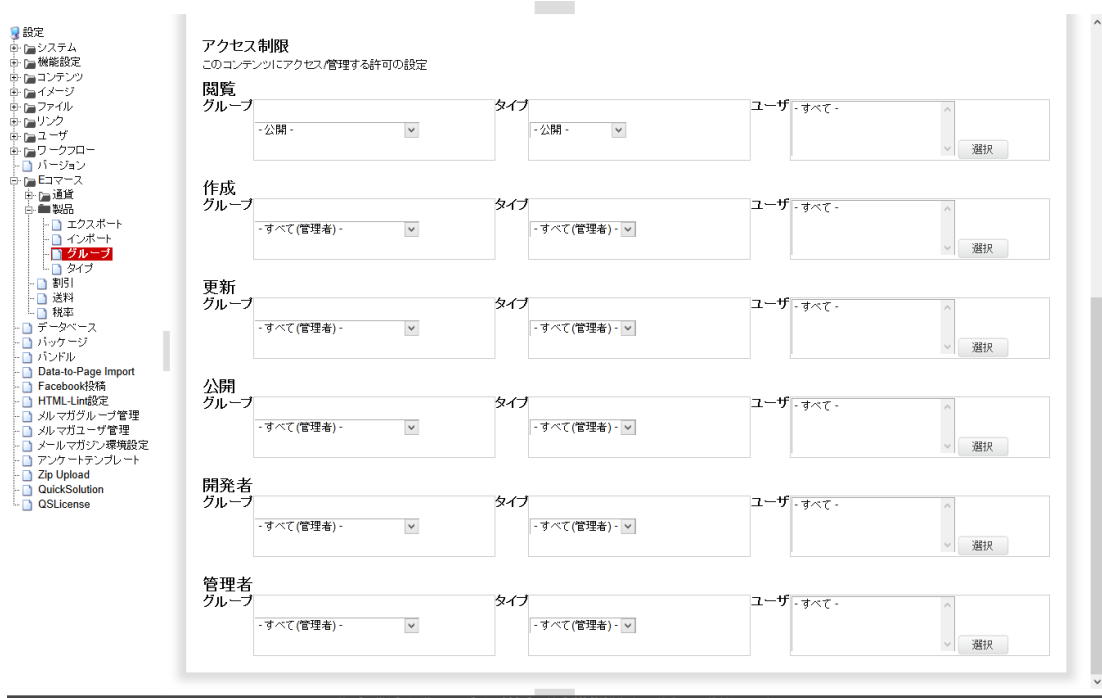 設定
システム
機能設定
コンテンツ
イメージ
ファイル
リンク
ユーザ
ワークフロー
バージョン
Eコマース
通貨
製品
エクスポート
インポート
グループ
タイプ
割引
送料
税率
データベース
パッケージ
バンドル
Data-to-Page Import
Facebook投稿
HTML-Lint設定
メルマガグループ管理
メルマガユーザ管理
メールマガジン環境設定
アンケートテンプレート
Zip Upload
QuickSolution
QSLicense
アクセス制限
このコンテンツにアクセス/管理する許可の設定
閲覧
グループ タイプ ユーザ - すべて -
- 公開 - - 公開 -
選択
作成
グループ タイプ ユーザ - すべて -
- すべて(管理者) - - すべて(管理者) -
選択
更新
グループ タイプ ユーザ - すべて -
- すべて(管理者) - - すべて(管理者) -
選択
公開
グループ タイプ ユーザ - すべて -
- すべて(管理者) - - すべて(管理者) -
選択
開発者
グループ タイプ ユーザ - すべて -
- すべて(管理者) - - すべて(管理者) -
選択
管理者
グループ タイプ ユーザ - すべて -
- すべて(管理者) - - すべて(管理者) -
選択